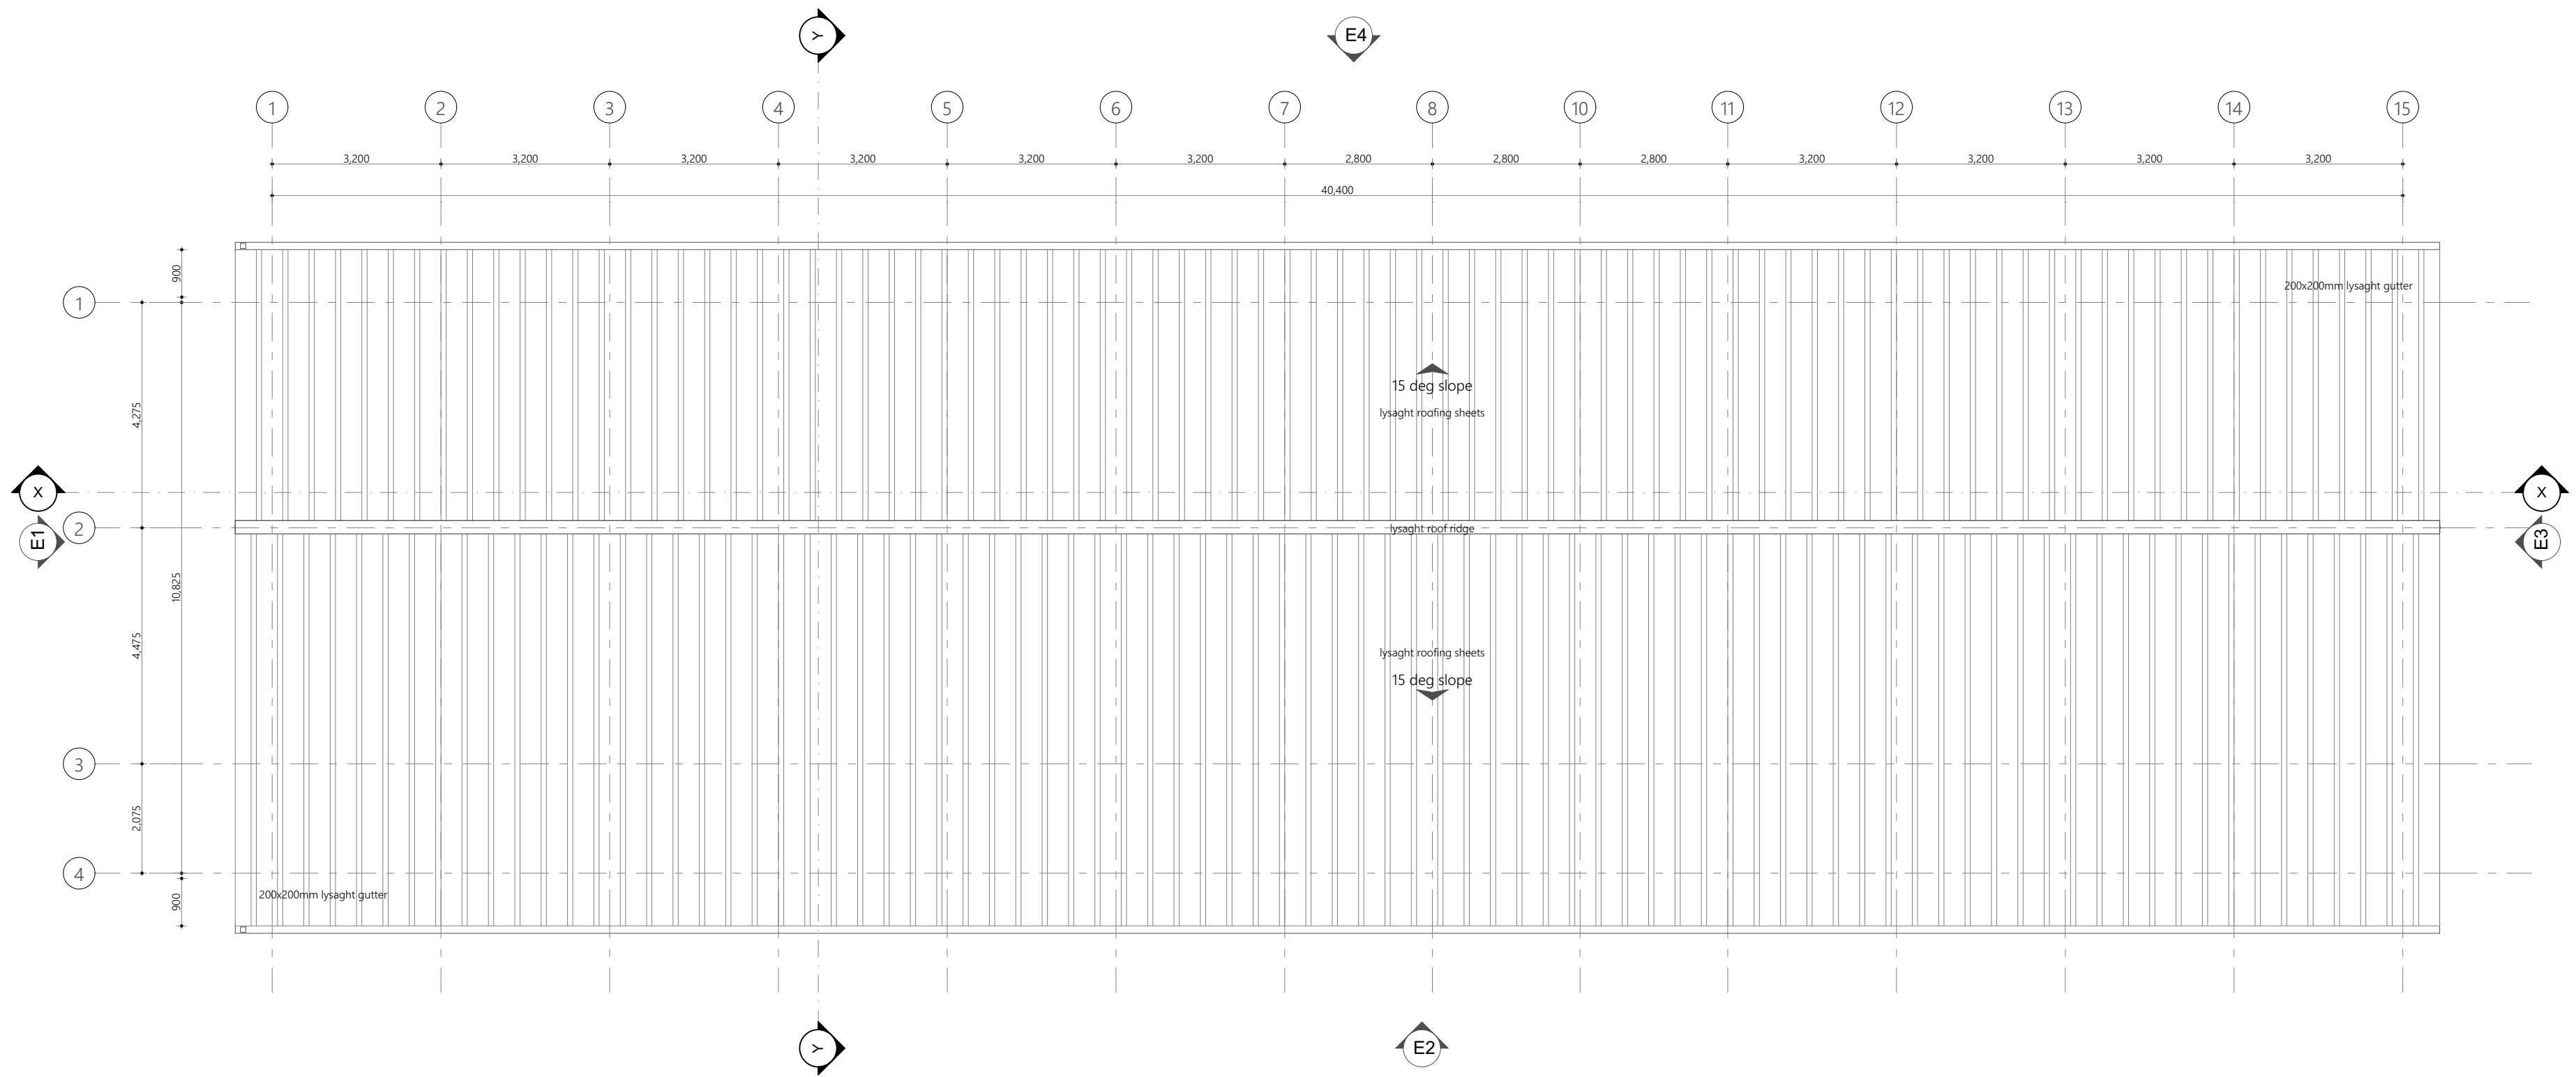 Y
E4
1 2 3 4 5 6 7 8 10 11 12 13 14 15
3,200 3,200 3,200 3,200 3,200 3,200 2,800 2,800 2,800 3,200 3,200 3,200 3,200
40,400
900
200x200mm lysaght gutter
1
15 deg slope
4,275
lysaght roofing sheets
X
X
2
lysaght roof ridge
E1
E3
10,825
4,475
lysaght roofing sheets
15 deg slope
3
2,075
4
200x200mm lysaght gutter
900
Y
E2